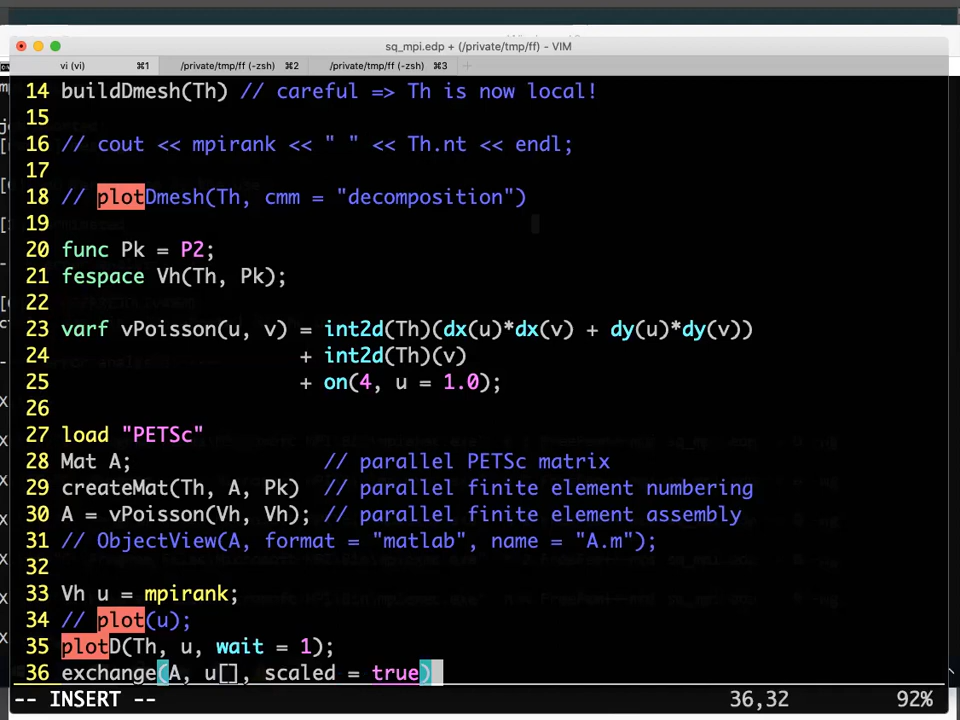 sq_mpi.edp + (/private/tmp/ff) - VIM
vi (vi) ⌘1 /private/tmp/ff (-zsh) ⌘2 /private/tmp/ff (-zsh) ⌘3 +
14 buildDmesh(Th) // careful => Th is now local!
15
16 // cout << mpirank << " " << Th.nt << endl;
17
18 // plotDmesh(Th, cmm = "decomposition")
19
20 func Pk = P2;
21 fespace Vh(Th, Pk);
22
23 varf vPoisson(u, v) = int2d(Th)(dx(u)*dx(v) + dy(u)*dy(v))
24 + int2d(Th)(v)
25 + on(4, u = 1.0);
26
27 load "PETSc"
28 Mat A; // parallel PETSc matrix
29 createMat(Th, A, Pk) // parallel finite element numbering
30 A = vPoisson(Vh, Vh); // parallel finite element assembly
31 // ObjectView(A, format = "matlab", name = "A.m");
32
33 Vh u = mpirank;
34 // plot(u);
35 plotD(Th, u, wait = 1);
36 exchange(A, u[], scaled = true)
-- INSERT -- 36,32 92%